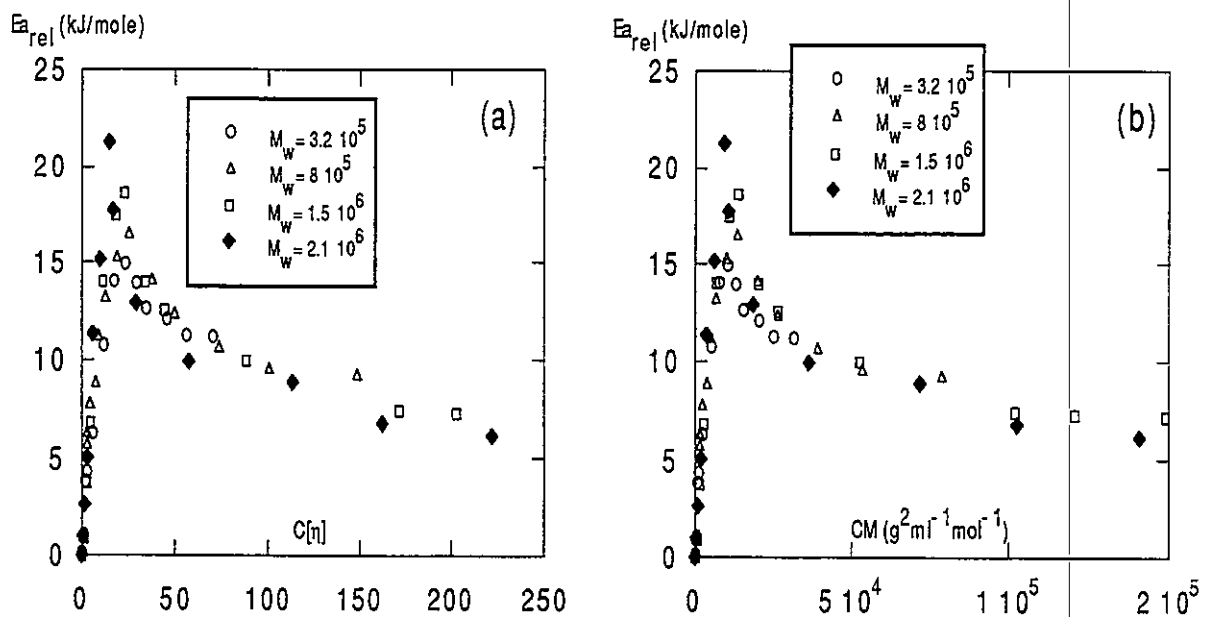 Ea_rel (kJ/mole)
25
20
15
10
5
0
(a)
M_w = 3.2 10^5
M_w = 8 10^5
M_w = 1.5 10^6
M_w = 2.1 10^6
C[η]
0 50 100 150 200 250
Ea_rel (kJ/mole)
25
20
15
10
5
0
(b)
M_w = 3.2 10^5
M_w = 8 10^5
M_w = 1.5 10^6
M_w = 2.1 10^6
CM (g^2 ml^-1 mol^-1)
0 5 10^4 1 10^5 2 10^5